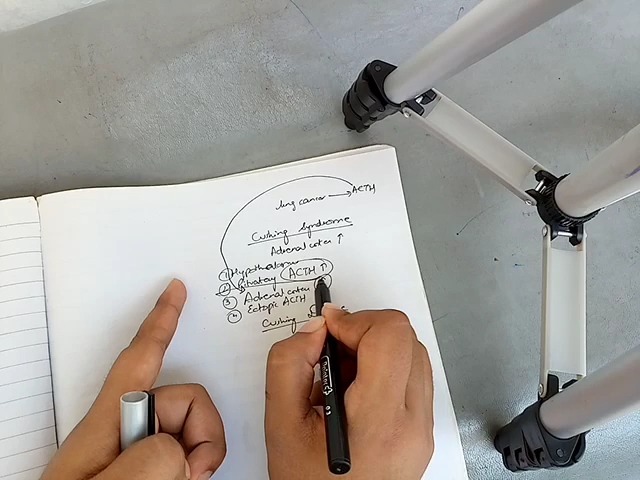 lung cancer → ACTH
Cushing Syndrome
Adrenal cortex ↑
① Hypothalamus
② Pituitary ACTH ↑
③ Adrenal cortex
④ Ectopic ACTH
Cushing